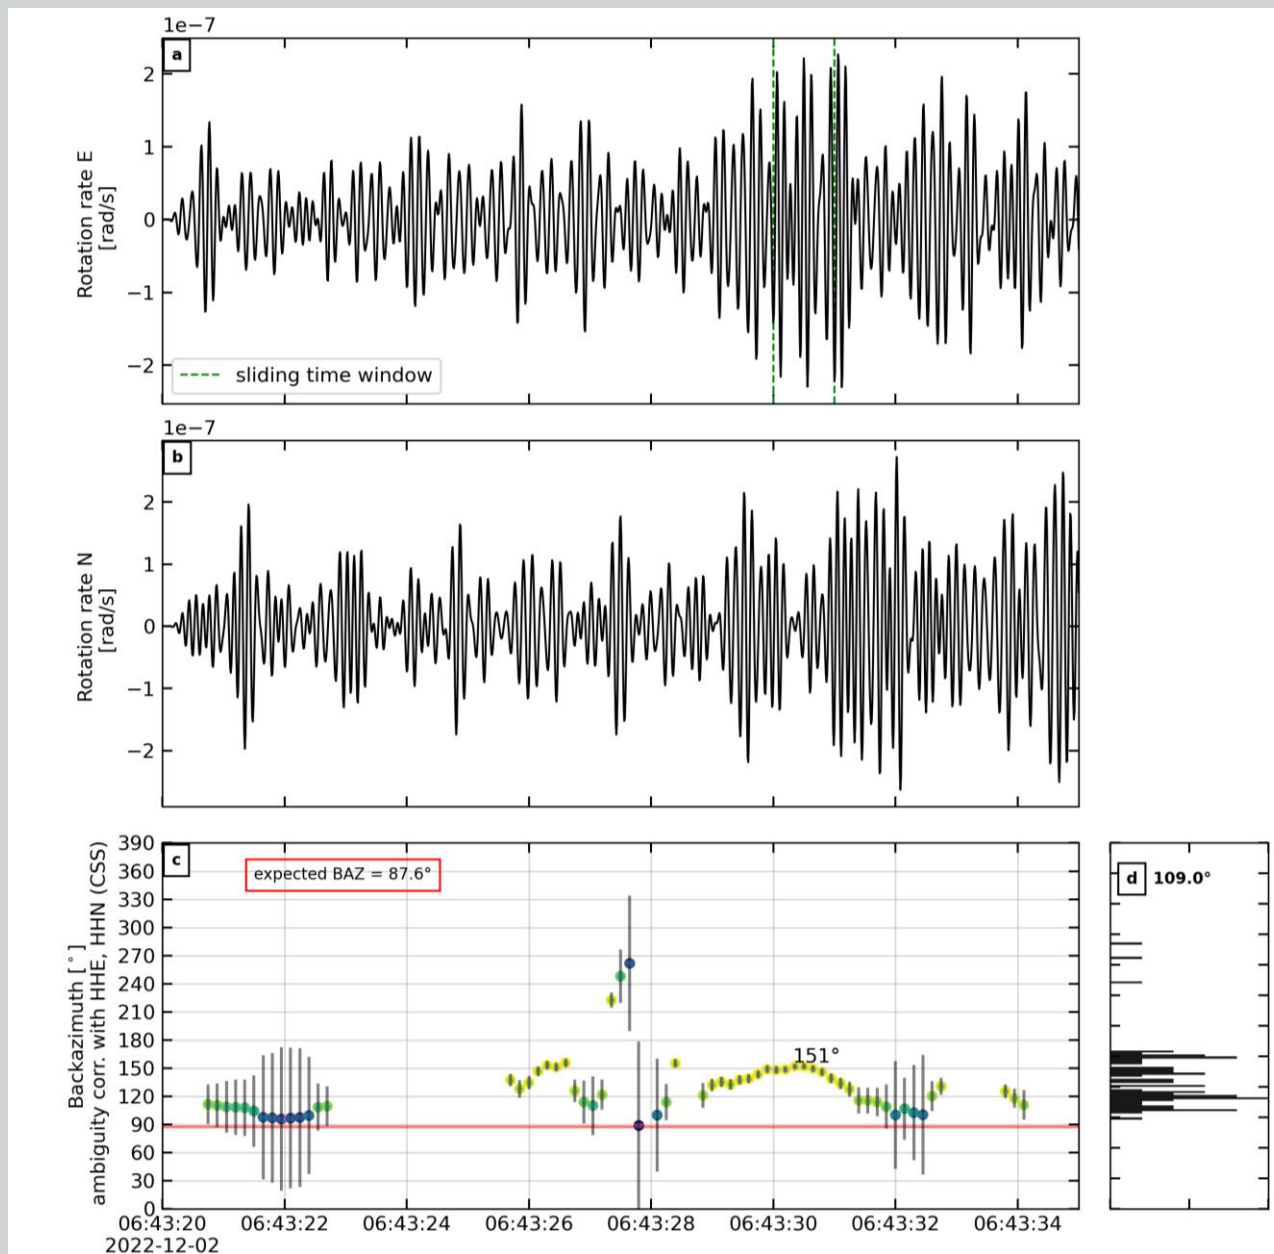 1e−7
a
2
1
0
−1
−2
Rotation rate E
[rad/s]
sliding time window
1e−7
b
2
1
0
−1
−2
Rotation rate N
[rad/s]
c
390
360
330
300
270
240
210
180
150
120
90
60
30
0
Backazimuth [°]
ambiguity corr. with HHE, HHN (CSS)
expected BAZ = 87.6°
151°
d 109.0°
06:43:20 06:43:22 06:43:24 06:43:26 06:43:28 06:43:30 06:43:32 06:43:34
2022-12-02